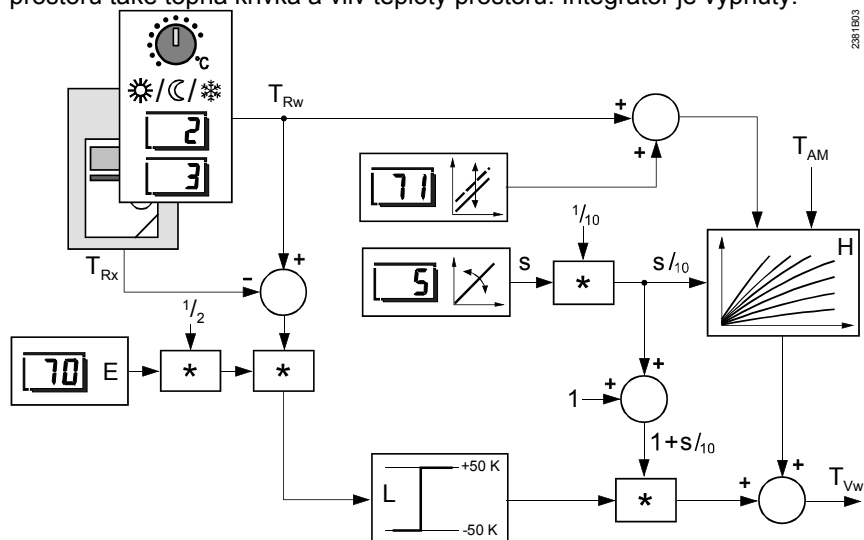 prostoru také topná křivka a vliv teploty prostoru. Integrátor je vypnutý.
2381B03
°C
/ /
2
3
T_Rw
+
+
71
T_AM
1/10
H
T_Rx
-
+
5
s
*
s/10
1/2
70
E
*
*
+
+
1
1+s/10
L
+50 K
-50 K
*
+
+
T_Vw